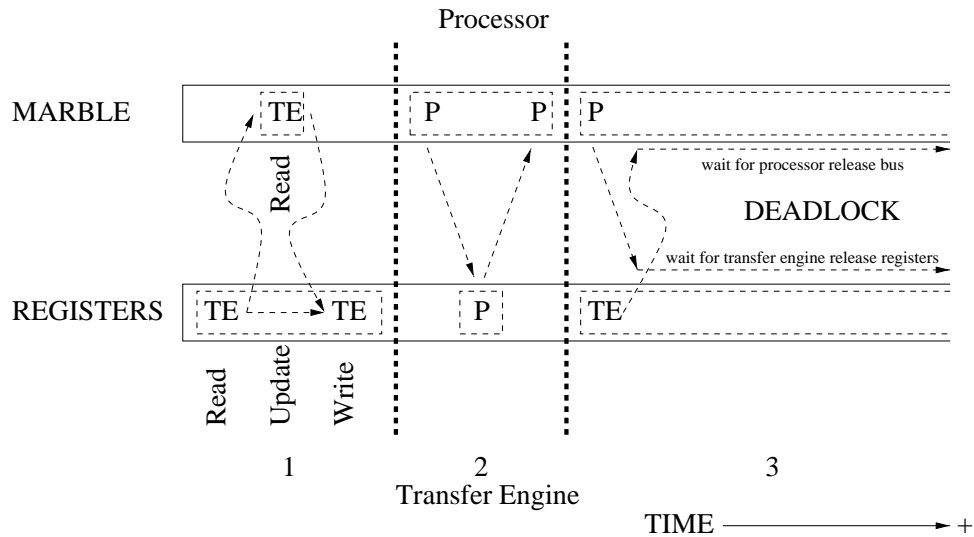 Processor
MARBLE
TE
P
P
P
Read
wait for processor release bus
DEADLOCK
wait for transfer engine release registers
REGISTERS
TE
TE
P
TE
Read
Update
Write
1
2
3
Transfer Engine
TIME
+